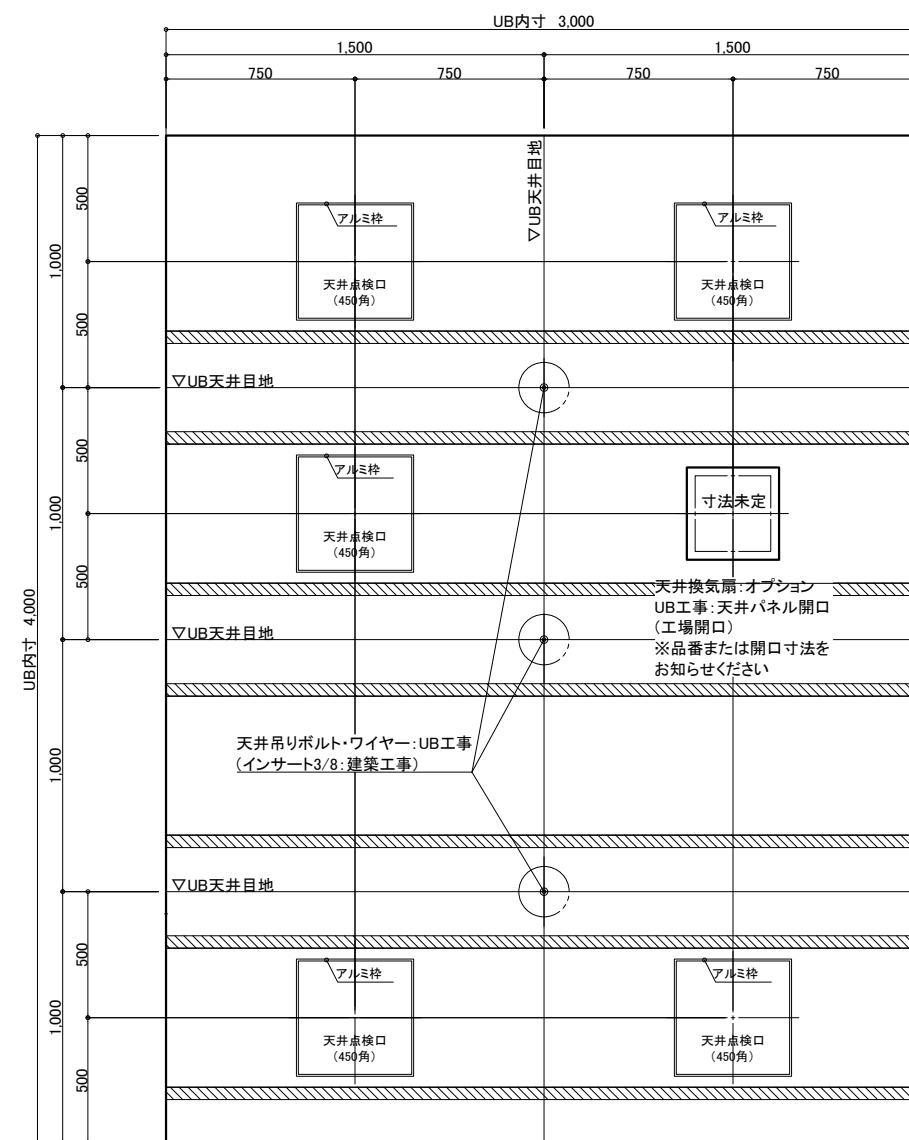 UB内寸 3,000
1,500
1,500
750
750
750
750
▽UB天井目地
500
アルミ枠
アルミ枠
1,000
天井点検口
(450角)
天井点検口
(450角)
500
▽UB天井目地
500
アルミ枠
寸法未定
1,000
天井点検口
(450角)
500
天井換気扇:オプション
UB工事:天井パネル開口
(工場開口)
※品番または開口寸法を
お知らせください
UB内寸 4,000
▽UB天井目地
天井吊りボルト・ワイヤー:UB工事
(インサート3/8:建築工事)
1,000
▽UB天井目地
500
アルミ枠
アルミ枠
1,000
天井点検口
(450角)
天井点検口
(450角)
500